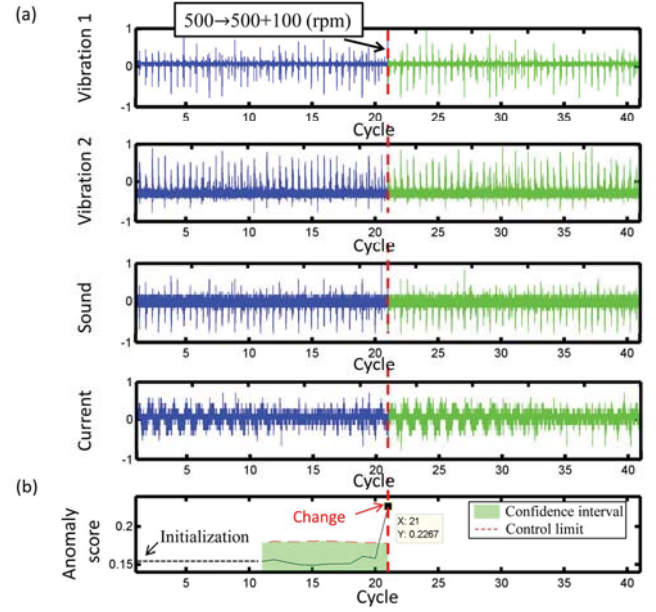 (a)
500→500+100 (rpm)
Vibration 1
1
0
-1
5 10 15 20 25 30 35 40
Cycle
Vibration 2
1
0
-1
5 10 15 20 25 30 35 40
Cycle
Sound
1
0
-1
5 10 15 20 25 30 35 40
Cycle
Current
1
0
-1
5 10 15 20 25 30 35 40
Cycle
(b)
Anomaly
score
0.2
0.15
Initialization
Change
X: 21
Y: 0.2267
Confidence interval
Control limit
5 10 15 20 25 30 35 40
Cycle